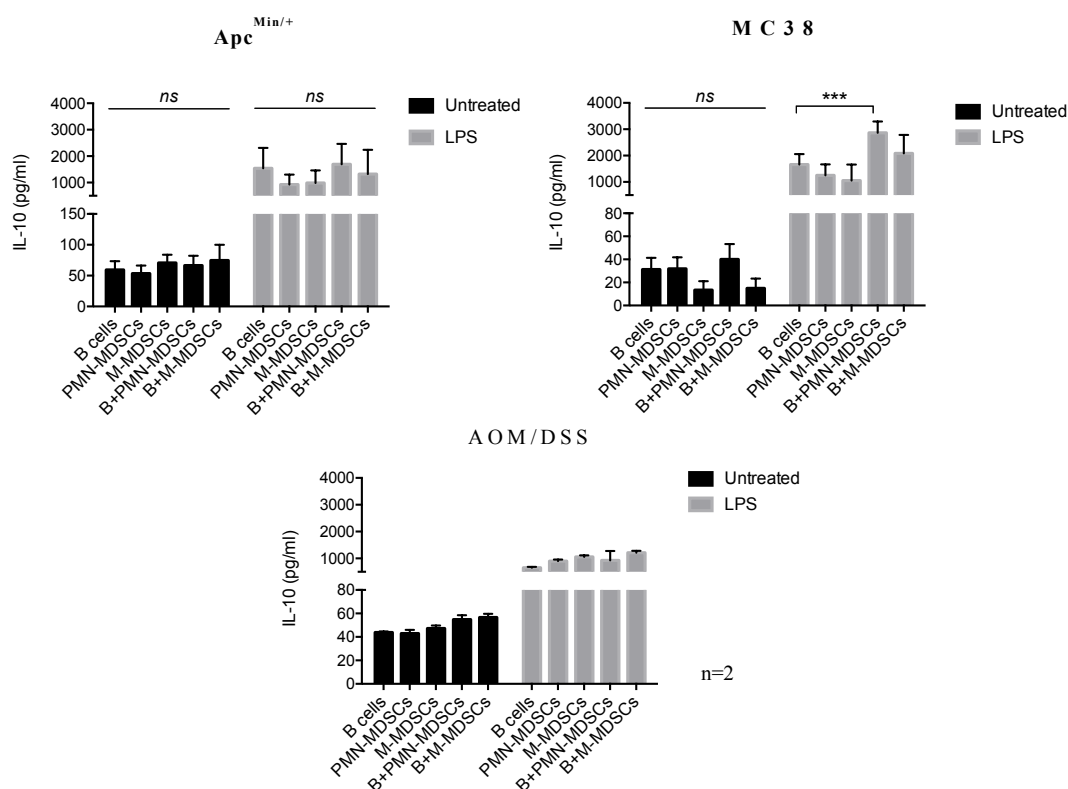 Apc Min/+
ns
ns
4000
3000
2000
1000
150
100
50
0
IL-10 (pg/ml)
B cells
PMN-MDSCs
M-MDSCs
B+PMN-MDSCs
B+M-MDSCs
B cells
PMN-MDSCs
M-MDSCs
B+PMN-MDSCs
B+M-MDSCs
Untreated
LPS
MC38
ns
***
4000
3000
2000
1000
80
60
40
20
0
IL-10 (pg/ml)
B cells
PMN-MDSCs
M-MDSCs
B+PMN-MDSCs
B+M-MDSCs
B cells
PMN-MDSCs
M-MDSCs
B+PMN-MDSCs
B+M-MDSCs
Untreated
LPS
AOM/DSS
4000
3000
2000
1000
80
60
40
20
0
IL-10 (pg/ml)
B cells
PMN-MDSCs
M-MDSCs
B+PMN-MDSCs
B+M-MDSCs
B cells
PMN-MDSCs
M-MDSCs
B+PMN-MDSCs
B+M-MDSCs
Untreated
LPS
n=2